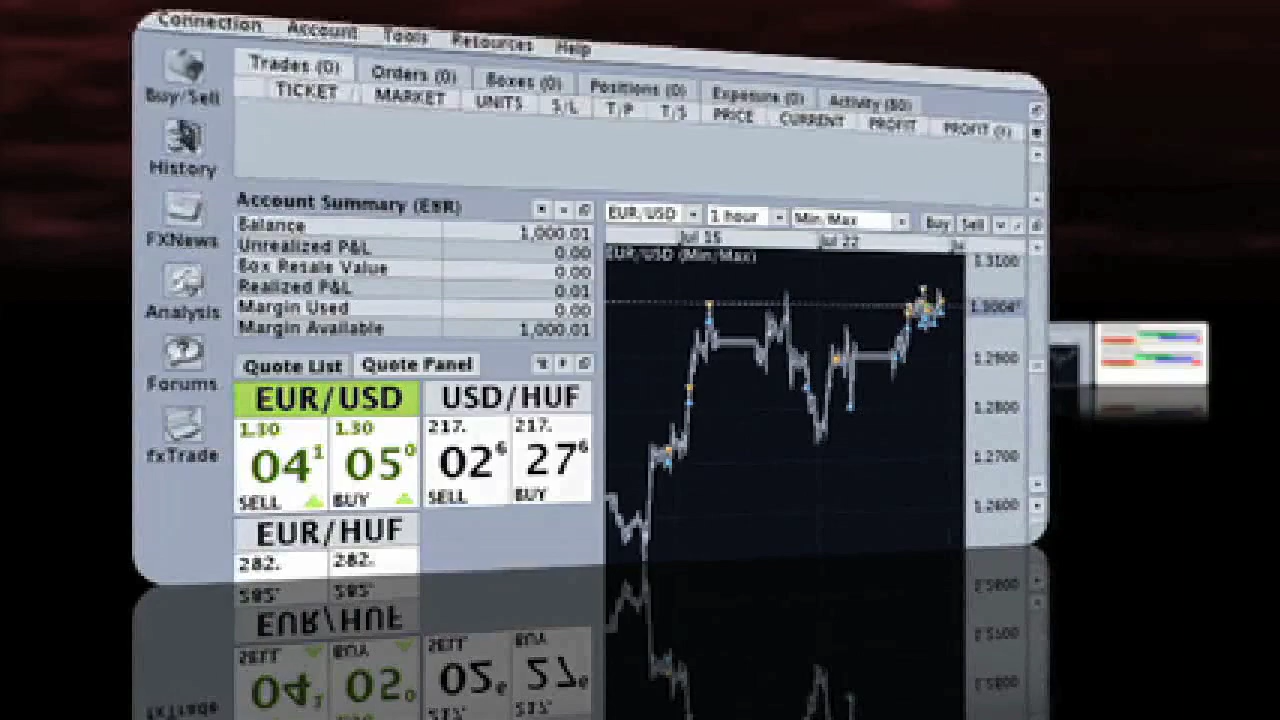 Connection Account Tools Resources Help
Buy/Sell
History
FXNews
Analysis
Forums
fxTrade
Trades (0) Orders (0) Boxes (0) Positions (0) Exposure (0) Activity (80)
TICKET MARKET UNITS S/L T/P T/S PRICE CURRENT PROFIT
Account Summary (EUR)
Balance 1,000.01
Unrealized P&L 0.00
Box Resale Value 0.00
Realized P&L 0.01
Margin Used 0.00
Margin Available 1,000.01
Quote List Quote Panel
EUR/USD
1.30 1.30
04¹ 05⁰
SELL BUY
USD/HUF
217. 217.
02⁶ 27⁶
SELL BUY
EUR/HUF
282. 282.
EUR/USD 1 hour Min/Max Buy Sell
Jul 15 Jul 22
EUR/USD (Min/Max)
1.3100
1.2900
1.2800
1.2700
1.2600